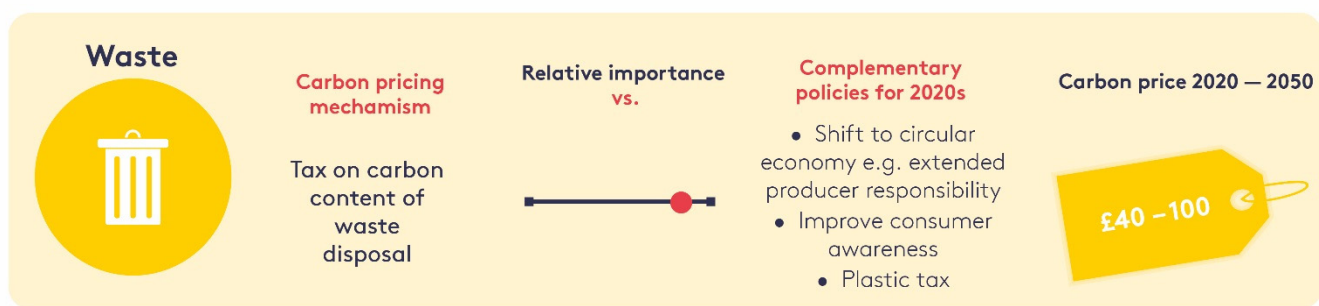 Waste
Carbon pricing
mechamism
Tax on carbon
content of
waste
disposal
Relative importance
vs.
Complementary
policies for 2020s
• Shift to circular
economy e.g. extended
producer responsibility
• Improve consumer
awareness
• Plastic tax
Carbon price 2020 — 2050
£40 –100